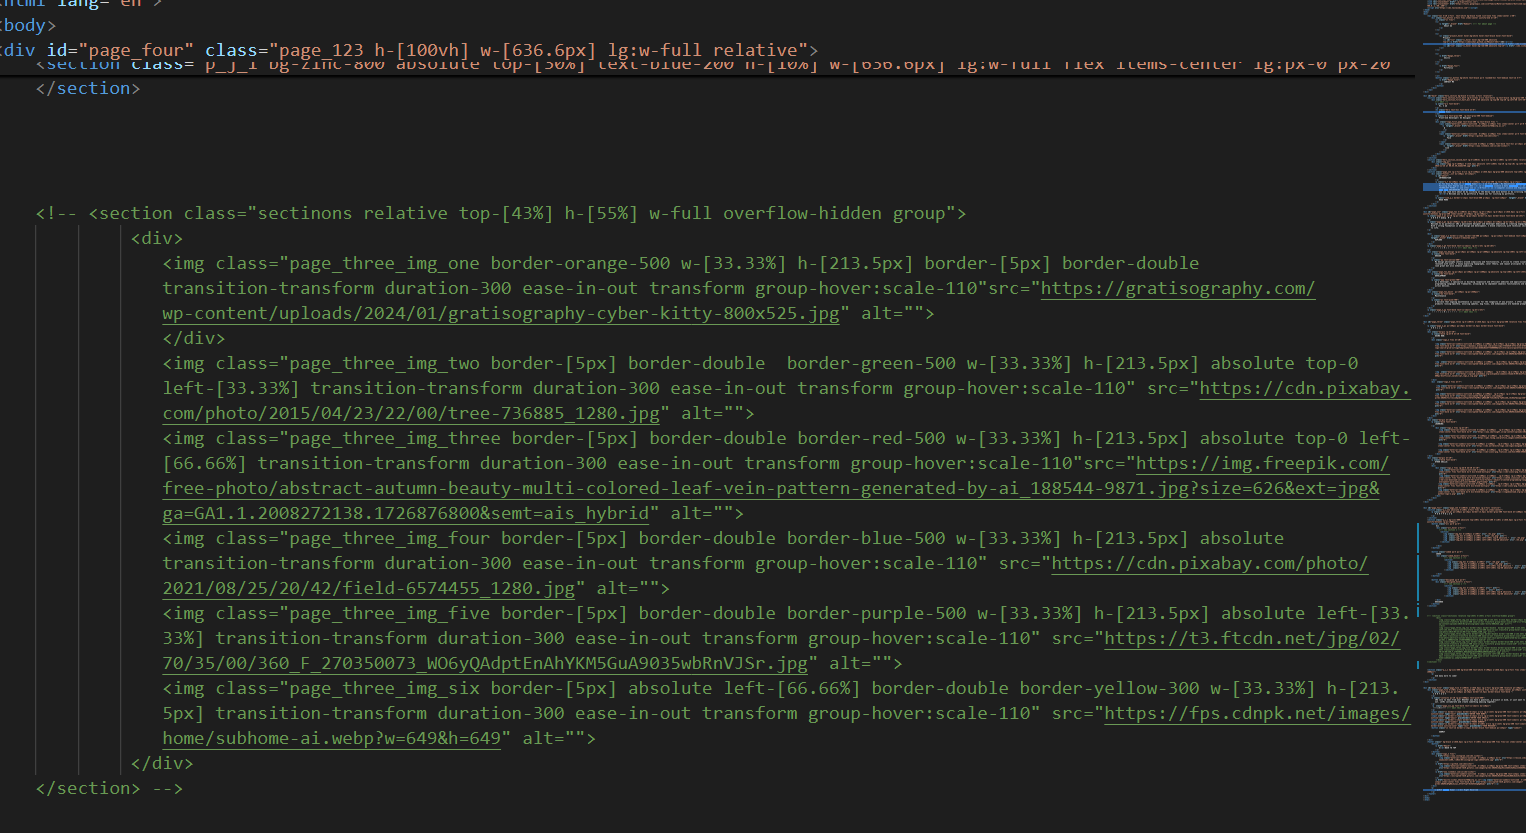 <html lang="en">
<body>
<div id="page_four" class="page_123 h-[100vh] w-[636.6px] lg:w-full relative">
<section class="p_j_1 bg-zinc-800 absolute top-[30%] text-blue-200 h-[10%] w-[636.6px] lg:w-full flex items-center lg:px-0 px-20
</section>
<!-- <section class="sectinons relative top-[43%] h-[55%] w-full overflow-hidden group">
<div>
<img class="page_three_img_one border-orange-500 w-[33.33%] h-[213.5px] border-[5px] border-double
transition-transform duration-300 ease-in-out transform group-hover:scale-110"src="https://gratisography.com/
wp-content/uploads/2024/01/gratisography-cyber-kitty-800x525.jpg" alt="">
</div>
<img class="page_three_img_two border-[5px] border-double  border-green-500 w-[33.33%] h-[213.5px] absolute top-0
left-[33.33%] transition-transform duration-300 ease-in-out transform group-hover:scale-110" src="https://cdn.pixabay.
com/photo/2015/04/23/22/00/tree-736885_1280.jpg" alt="">
<img class="page_three_img_three border-[5px] border-double border-red-500 w-[33.33%] h-[213.5px] absolute top-0 left-
[66.66%] transition-transform duration-300 ease-in-out transform group-hover:scale-110"src="https://img.freepik.com/
free-photo/abstract-autumn-beauty-multi-colored-leaf-vein-pattern-generated-by-ai_188544-9871.jpg?size=626&ext=jpg&
ga=GA1.1.2008272138.1726876800&semt=ais_hybrid" alt="">
<img class="page_three_img_four border-[5px] border-double border-blue-500 w-[33.33%] h-[213.5px] absolute
transition-transform duration-300 ease-in-out transform group-hover:scale-110" src="https://cdn.pixabay.com/photo/
2021/08/25/20/42/field-6574455_1280.jpg" alt="">
<img class="page_three_img_five border-[5px] border-double border-purple-500 w-[33.33%] h-[213.5px] absolute left-[33.
33%] transition-transform duration-300 ease-in-out transform group-hover:scale-110" src="https://t3.ftcdn.net/jpg/02/
70/35/00/360_F_270350073_WO6yQAdptEnAhYKM5GuA9035wbRnVJSr.jpg" alt="">
<img class="page_three_img_six border-[5px] absolute left-[66.66%] border-double border-yellow-300 w-[33.33%] h-[213.
5px] transition-transform duration-300 ease-in-out transform group-hover:scale-110" src="https://fps.cdnpk.net/images/
home/subhome-ai.webp?w=649&h=649" alt="">
</div>
</section> -->